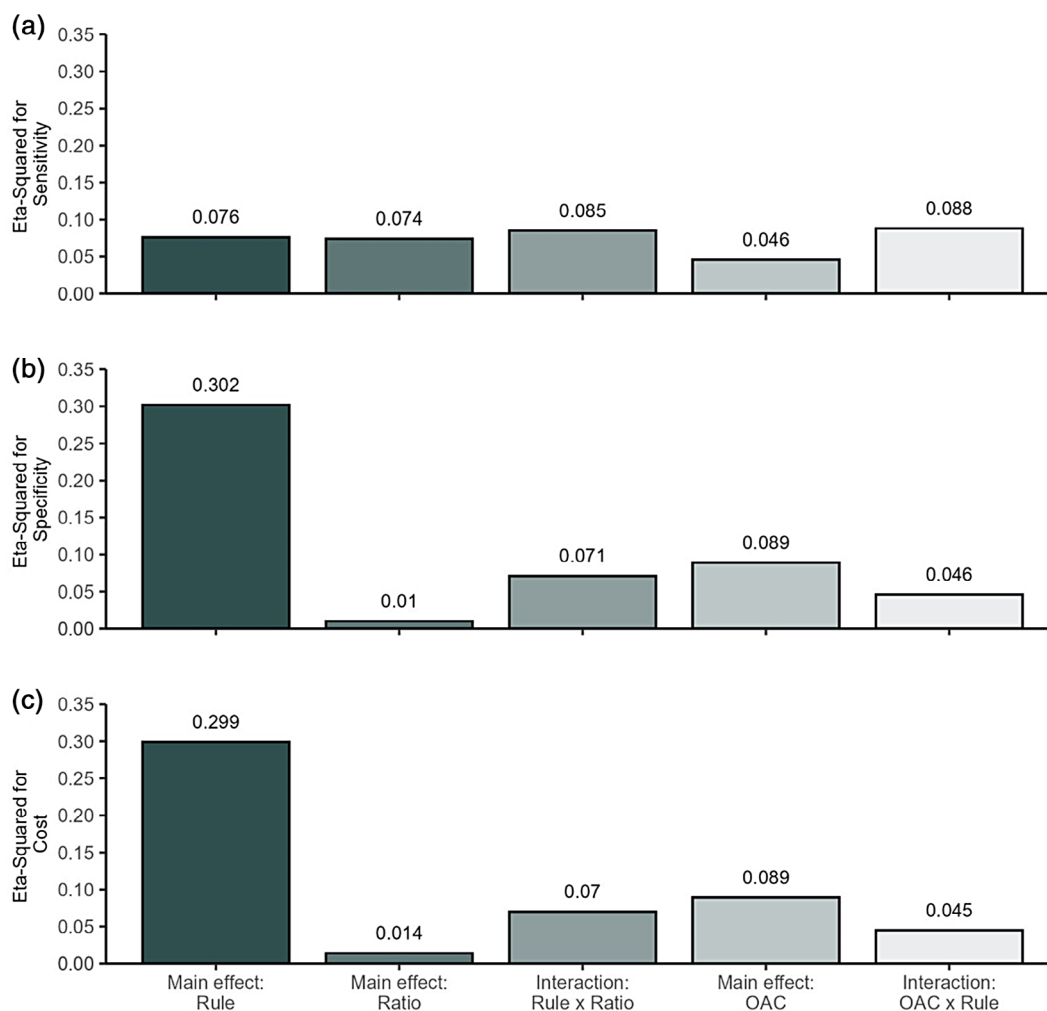 (a)
Eta-Squared for
Sensitivity
0.35
0.30
0.25
0.20
0.15
0.10
0.05
0.00
0.076
0.074
0.085
0.046
0.088
(b)
Eta-Squared for
Specificity
0.35
0.30
0.25
0.20
0.15
0.10
0.05
0.00
0.302
0.01
0.071
0.089
0.046
(c)
Eta-Squared for
Cost
0.35
0.30
0.25
0.20
0.15
0.10
0.05
0.00
0.299
0.014
0.07
0.089
0.045
Main effect:
Rule
Main effect:
Ratio
Interaction:
Rule x Ratio
Main effect:
OAC
Interaction:
OAC x Rule